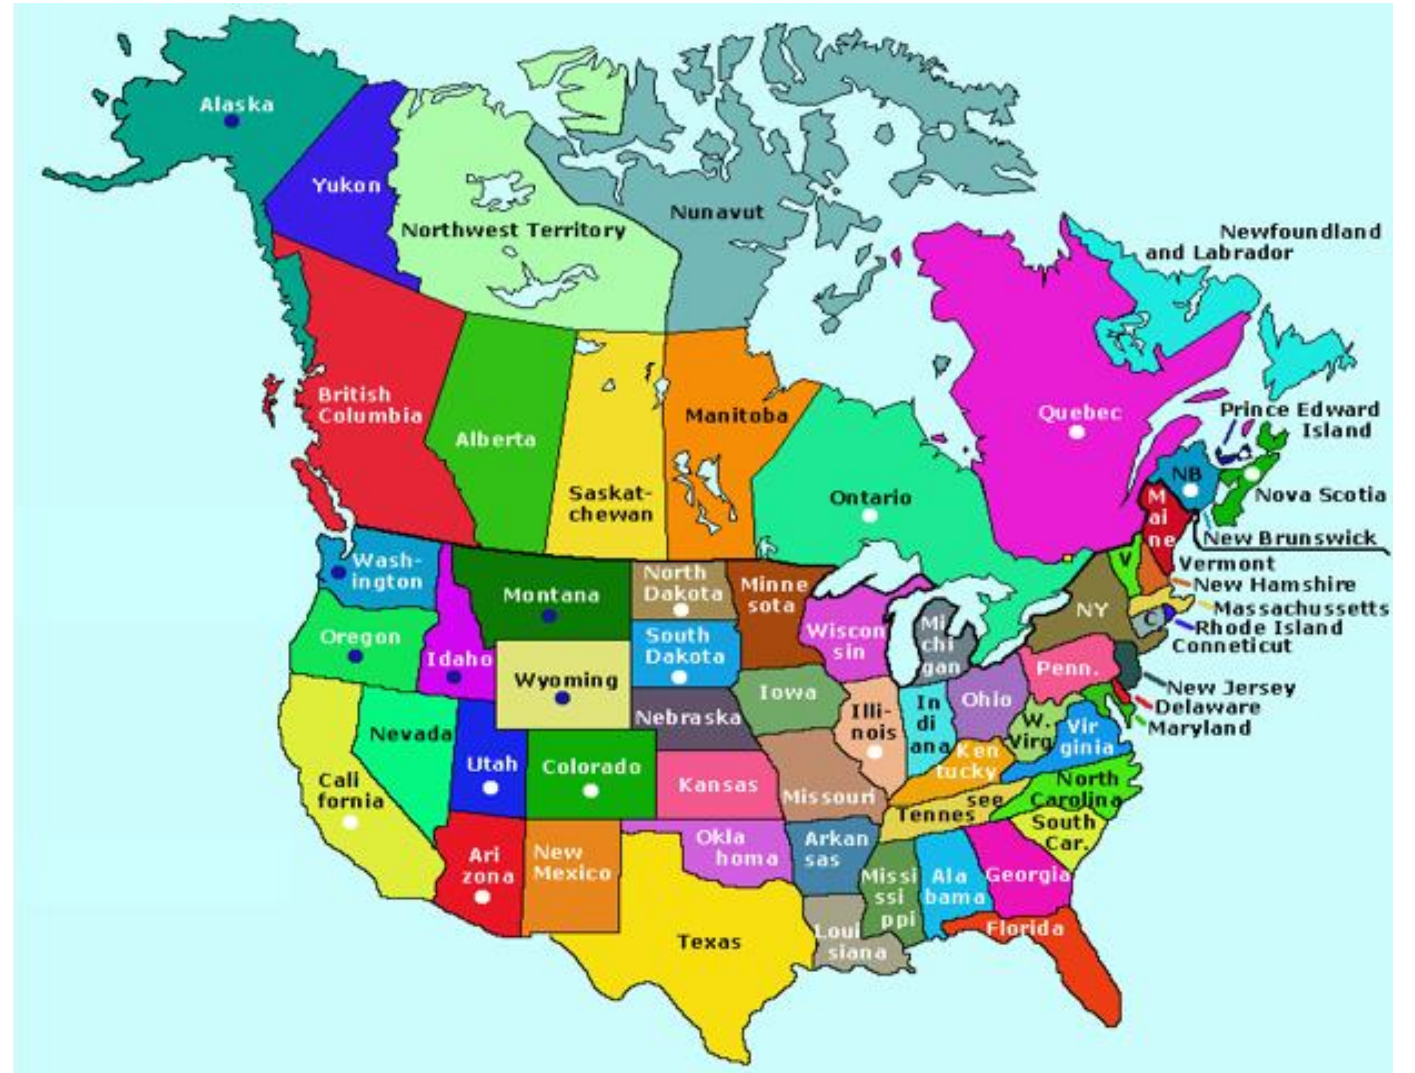 Alaska
Yukon
Northwest Territory
Nunavut
Newfoundland
and Labrador
British
Columbia
Alberta
Saskat-
chewan
Manitoba
Ontario
Quebec
Prince Edward
Island
NB
Nova Scotia
New Brunswick
M
ai
ne
V
Vermont
New Hamshire
Massachussetts
Rhode Island
Conneticut
C
NY
Wash-
ington
Montana
North
Dakota
Minne
sota
Oregon
Idaho
Wyoming
South
Dakota
Wiscon
sin
Mi
chi
gan
Penn.
New Jersey
Delaware
Maryland
Nevada
Utah
Colorado
Nebraska
Iowa
Illi-
nois
In
di
ana
Ohio
W.
Virg
Vir
ginia
Cali
fornia
Kansas
Missouri
Ken
tucky
Tennes
see
North
Carolina
South
Car.
Ari
zona
New
Mexico
Okla
homa
Arkan
sas
Missi
ssi
ppi
Ala
bama
Georgia
Texas
Loui
siana
Florida